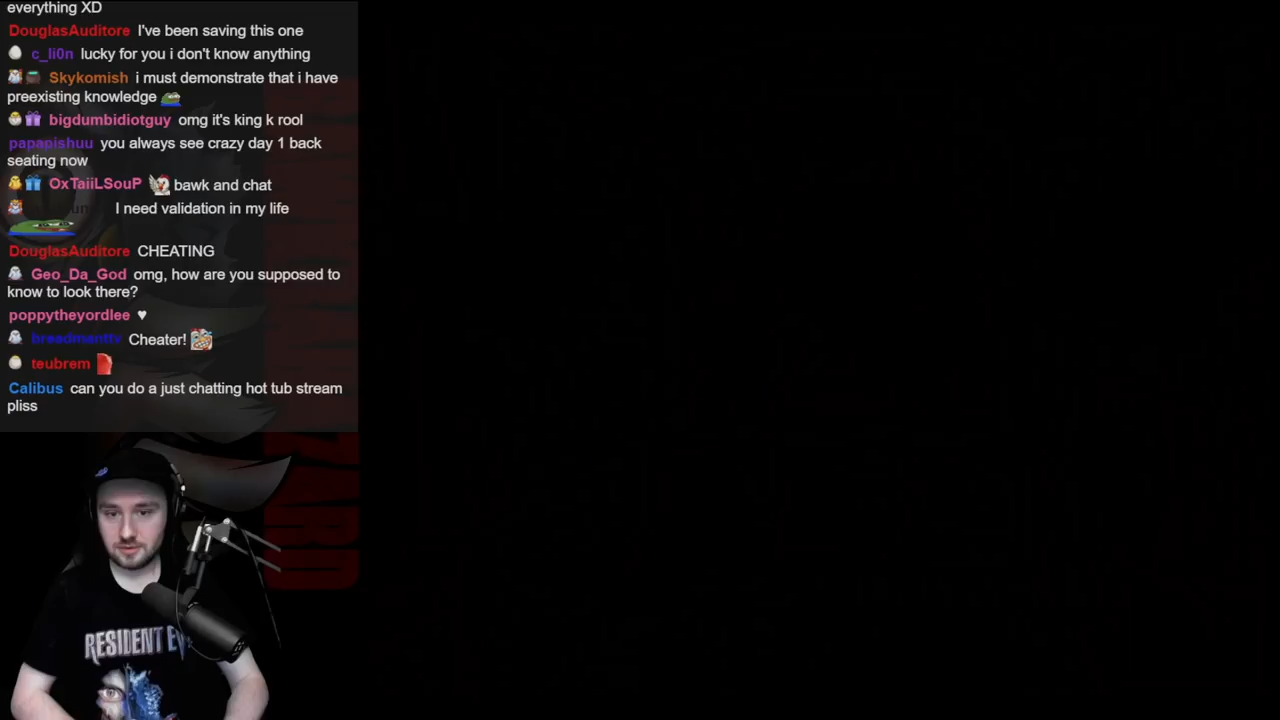 everything XD
DouglasAuditore I've been saving this one
c_li0n lucky for you i don't know anything
Skykomish i must demonstrate that i have
preexisting knowledge
bigdumbidiotguy omg it's king k rool
papapishuu you always see crazy day 1 back
seating now
OxTaiiLSouP bawk and chat
I need validation in my life
DouglasAuditore CHEATING
Geo_Da_God omg, how are you supposed to
know to look there?
poppytheyordlee ♥
breadmanttv Cheater!
teubrem
Calibus can you do a just chatting hot tub stream
pliss
RESIDENT EV